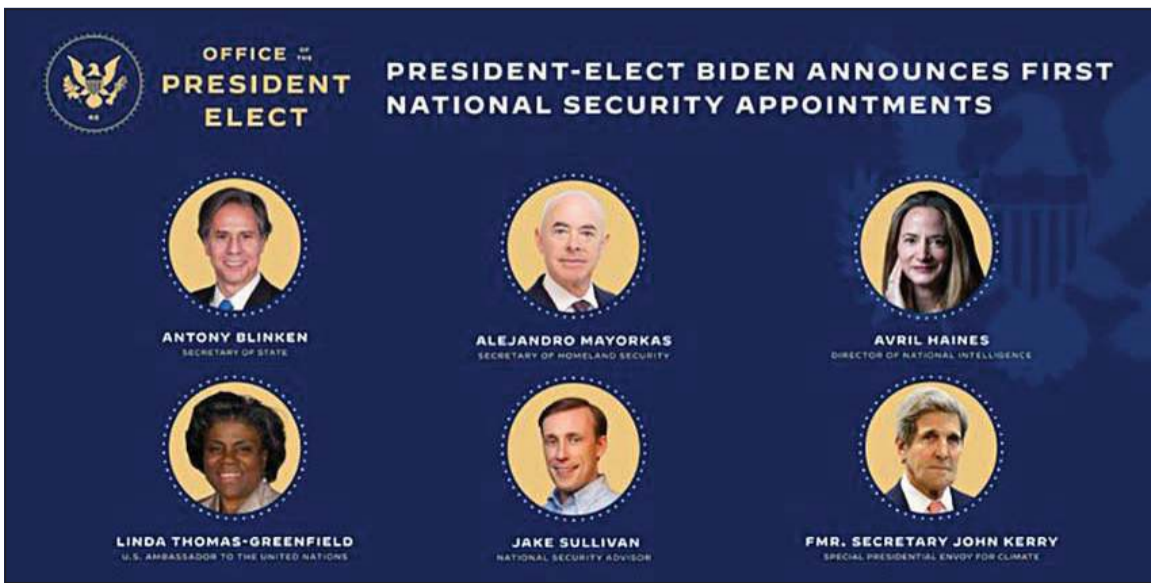 OFFICE OF THE
PRESIDENT
ELECT
PRESIDENT-ELECT BIDEN ANNOUNCES FIRST
NATIONAL SECURITY APPOINTMENTS
46
ANTONY BLINKEN
SECRETARY OF STATE
ALEJANDRO MAYORKAS
SECRETARY OF HOMELAND SECURITY
AVRIL HAINES
DIRECTOR OF NATIONAL INTELLIGENCE
LINDA THOMAS-GREENFIELD
U.S. AMBASSADOR TO THE UNITED NATIONS
JAKE SULLIVAN
NATIONAL SECURITY ADVISOR
FMR. SECRETARY JOHN KERRY
SPECIAL PRESIDENTIAL ENVOY FOR CLIMATE